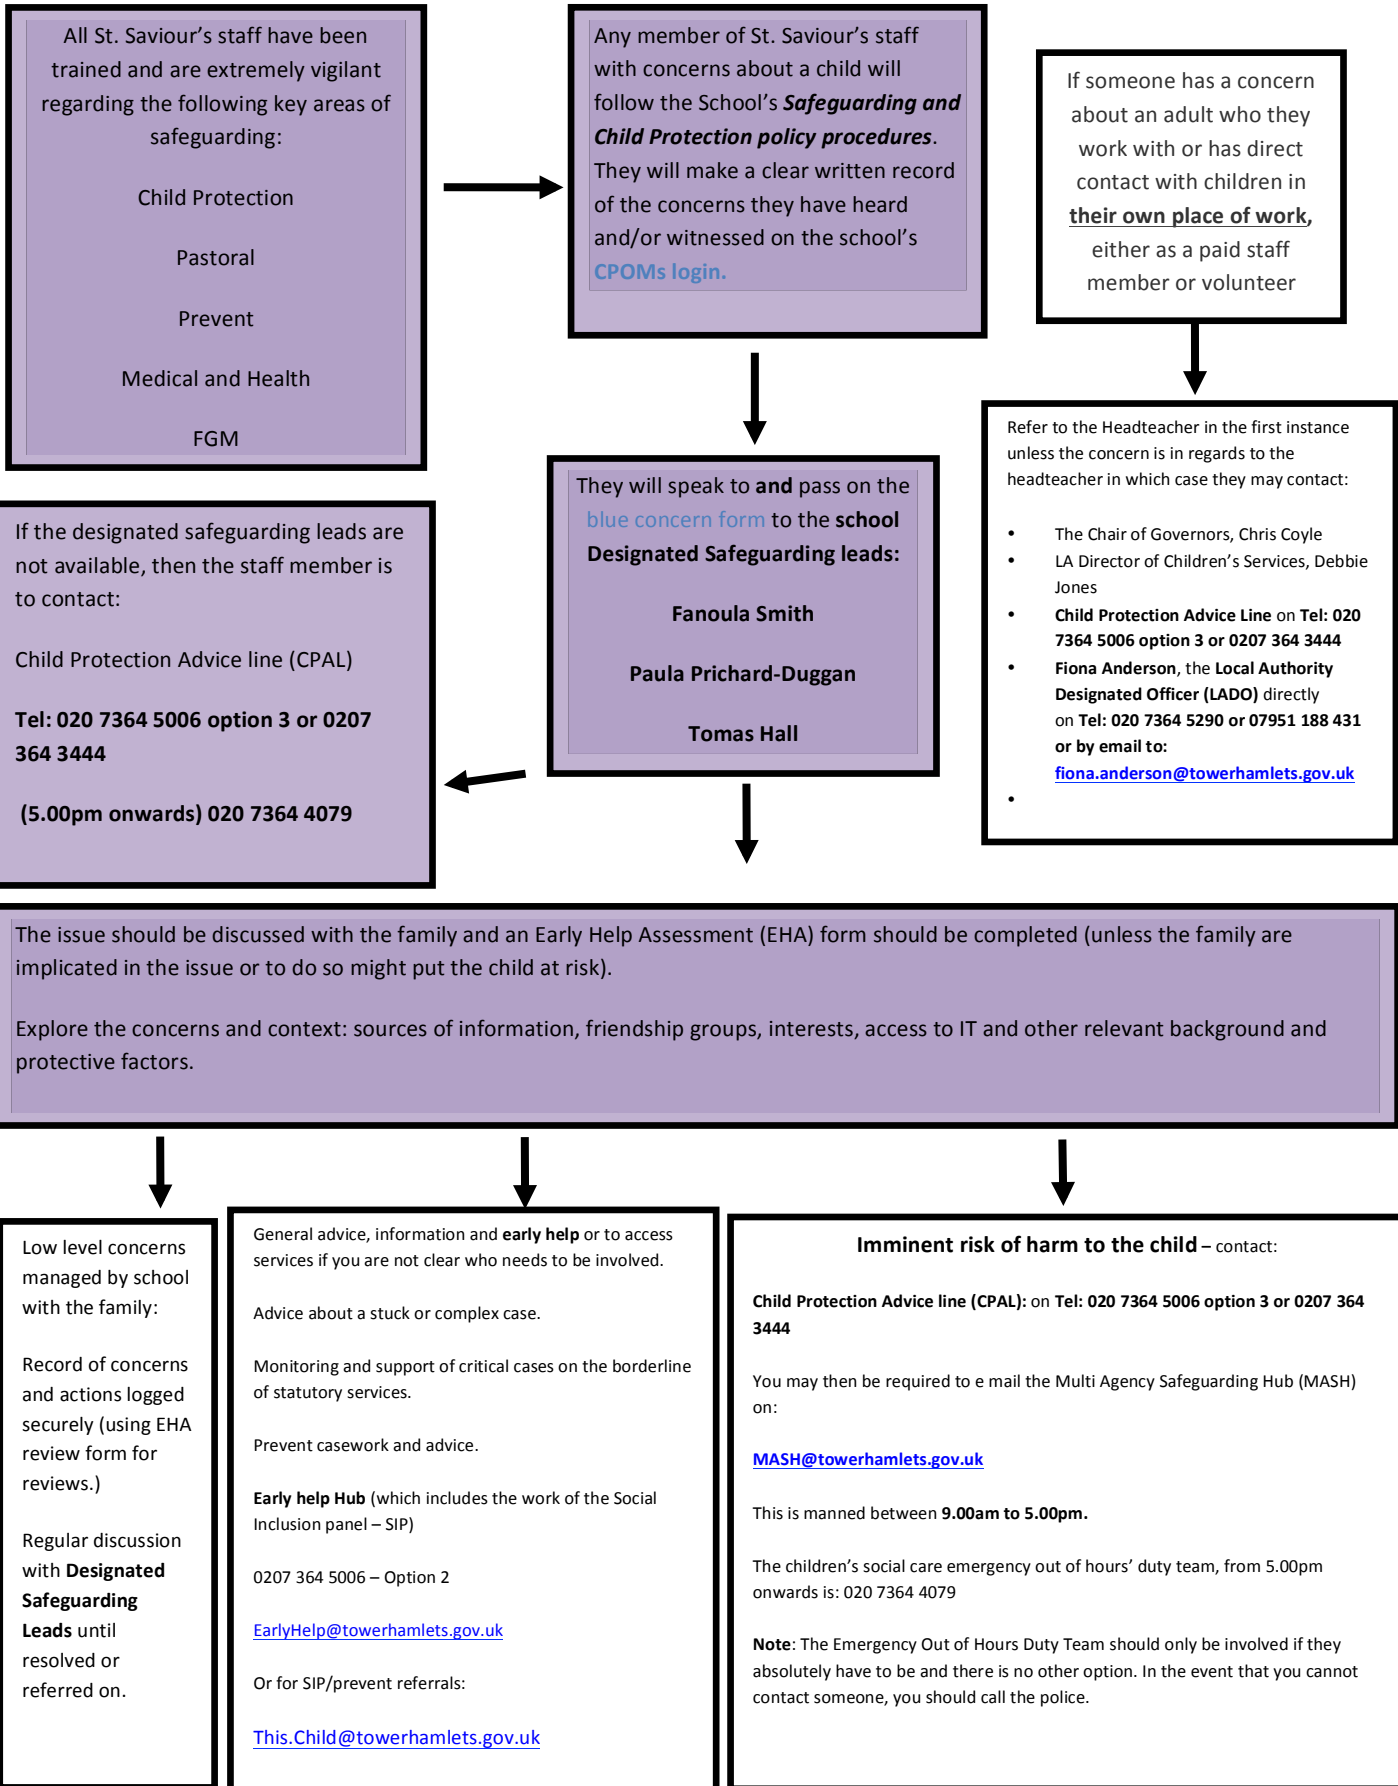 All St. Saviour's staff have been
trained and are extremely vigilant
regarding the following key areas of
safeguarding:
Child Protection
Pastoral
Prevent
Medical and Health
FGM
Any member of St. Saviour's staff
with concerns about a child will
follow the School's Safeguarding and
Child Protection policy procedures.
They will make a clear written record
of the concerns they have heard
and/or witnessed on the school's
CPOMs login.
If someone has a concern
about an adult who they
work with or has direct
contact with children in
their own place of work,
either as a paid staff
member or volunteer
Refer to the Headteacher in the first instance
unless the concern is in regards to the
headteacher in which case they may contact:
• The Chair of Governors, Chris Coyle
• LA Director of Children's Services, Debbie
Jones
• Child Protection Advice Line on Tel: 020
7364 5006 option 3 or 0207 364 3444
• Fiona Anderson, the Local Authority
Designated Officer (LADO) directly
on Tel: 020 7364 5290 or 07951 188 431
or by email to:
fiona.anderson@towerhamlets.gov.uk
•
They will speak to and pass on the
blue concern form to the school
Designated Safeguarding leads:
Fanoula Smith
Paula Prichard-Duggan
Tomas Hall
If the designated safeguarding leads are
not available, then the staff member is
to contact:
Child Protection Advice line (CPAL)
Tel: 020 7364 5006 option 3 or 0207
364 3444
(5.00pm onwards) 020 7364 4079
The issue should be discussed with the family and an Early Help Assessment (EHA) form should be completed (unless the family are
implicated in the issue or to do so might put the child at risk).
Explore the concerns and context: sources of information, friendship groups, interests, access to IT and other relevant background and
protective factors.
Low level concerns
managed by school
with the family:
Record of concerns
and actions logged
securely (using EHA
review form for
reviews.)
Regular discussion
with Designated
Safeguarding
Leads until
resolved or
referred on.
General advice, information and early help or to access
services if you are not clear who needs to be involved.
Advice about a stuck or complex case.
Monitoring and support of critical cases on the borderline
of statutory services.
Prevent casework and advice.
Early help Hub (which includes the work of the Social
Inclusion panel – SIP)
0207 364 5006 – Option 2
EarlyHelp@towerhamlets.gov.uk
Or for SIP/prevent referrals:
This.Child@towerhamlets.gov.uk
Imminent risk of harm to the child – contact:
Child Protection Advice line (CPAL): on Tel: 020 7364 5006 option 3 or 0207 364
3444
You may then be required to e mail the Multi Agency Safeguarding Hub (MASH)
on:
MASH@towerhamlets.gov.uk
This is manned between 9.00am to 5.00pm.
The children's social care emergency out of hours' duty team, from 5.00pm
onwards is: 020 7364 4079
Note: The Emergency Out of Hours Duty Team should only be involved if they
absolutely have to be and there is no other option. In the event that you cannot
contact someone, you should call the police.